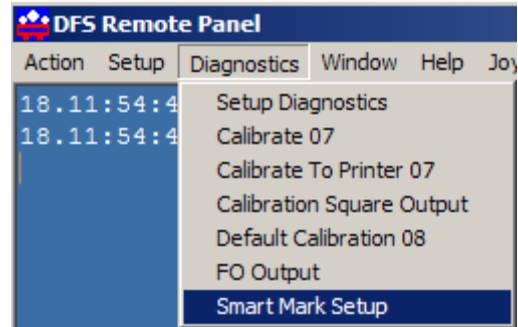 DFS Remote Panel
Action Setup Diagnostics Window Help Joy
18.11:54:4
18.11:54:4
Setup Diagnostics
Calibrate 07
Calibrate To Printer 07
Calibration Square Output
Default Calibration 08
FO Output
Smart Mark Setup